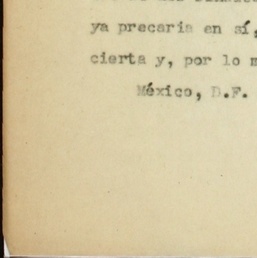 ya precaria en sí,
cierta y, por lo m
México, D.F.